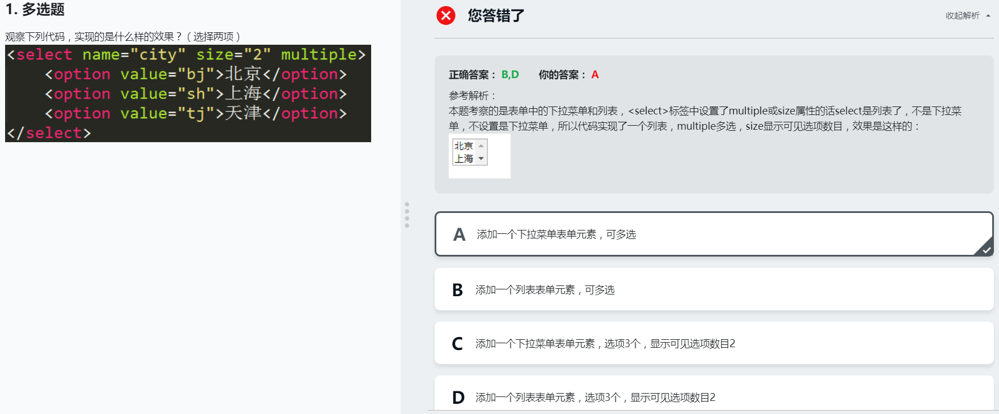 1. 多选题
观察下列代码，实现的是什么样的效果？（选择两项）
<select name="city" size="2" multiple>
    <option value="bj">北京</option>
    <option value="sh">上海</option>
    <option value="tj">天津</option>
</select>
您答错了
收起解析
正确答案： B,D 你的答案： A
参考解析：
本题考察的是表单中的下拉菜单和列表，<select>标签中设置了multiple或size属性的话select是列表了，不是下拉菜
单，不设置是下拉菜单，所以代码实现了一个列表，multiple多选，size显示可见选项数目，效果是这样的：
北京
上海
A 添加一个下拉菜单表单元素，可多选
B 添加一个列表表单元素，可多选
C 添加一个下拉菜单表单元素，选项3个，显示可见选项数目2
D 添加一个列表表单元素，选项3个，显示可见选项数目2